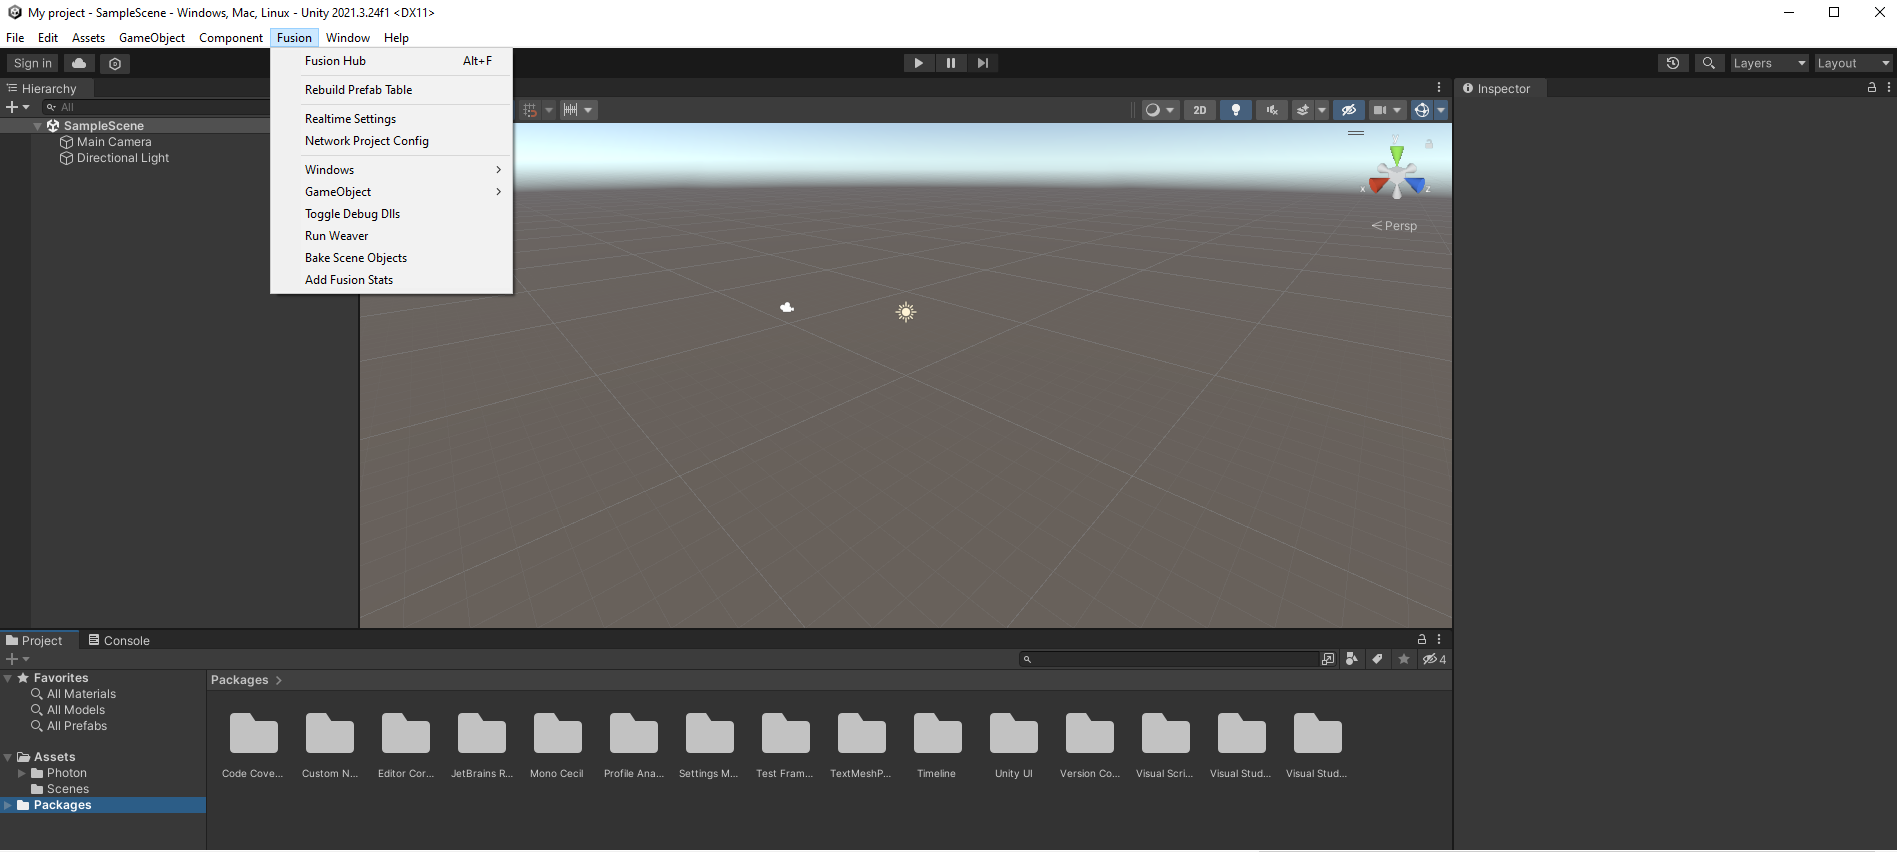 My project - SampleScene - Windows, Mac, Linux - Unity 2021.3.24f1 <DX11>
File Edit Assets GameObject Component Fusion Window Help
Sign in
Layers
Layout
Fusion Hub Alt+F
Rebuild Prefab Table
Realtime Settings
Network Project Config
Windows
GameObject
Toggle Debug Dlls
Run Weaver
Bake Scene Objects
Add Fusion Stats
Hierarchy
All
SampleScene
Main Camera
Directional Light
2D
y
x
z
Persp
Inspector
Project
Console
4
Favorites
All Materials
All Models
All Prefabs
Assets
Photon
Scenes
Packages
Packages
Code Cove...
Custom N...
Editor Cor...
JetBrains R...
Mono Cecil
Profile Ana...
Settings M...
Test Fram...
TextMeshP...
Timeline
Unity UI
Version Co...
Visual Scri...
Visual Stud...
Visual Stud...